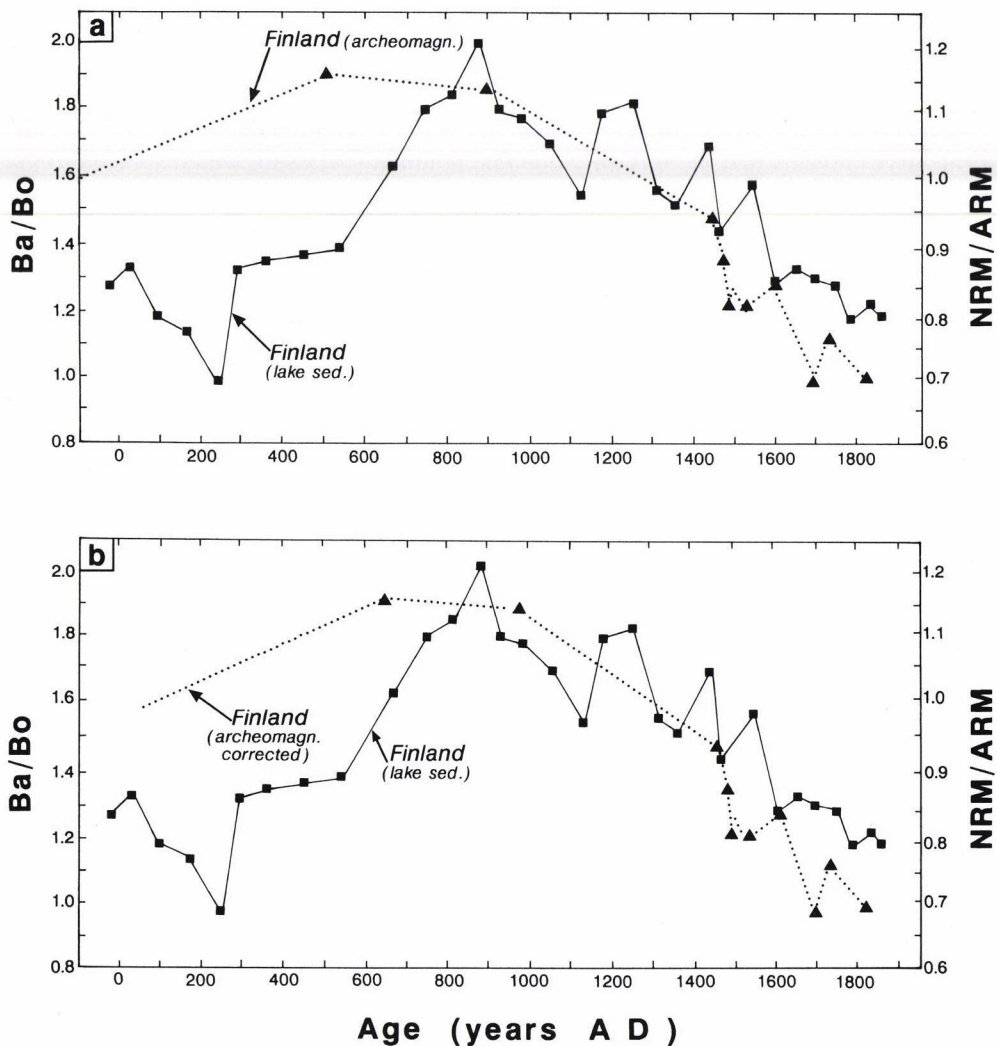 a
Finland (archeomagn.)
Finland
(lake sed.)
Ba/Bo
NRM/ARM
2.0
1.8
1.6
1.4
1.2
1.0
0.8
1.2
1.1
1.0
0.9
0.8
0.7
0.6
0 200 400 600 800 1000 1200 1400 1600 1800
b
Finland
(archeomagn.
corrected)
Finland
(lake sed.)
Ba/Bo
NRM/ARM
2.0
1.8
1.6
1.4
1.2
1.0
0.8
1.2
1.1
1.0
0.9
0.8
0.7
0.6
0 200 400 600 800 1000 1200 1400 1600 1800
Age (years A D)